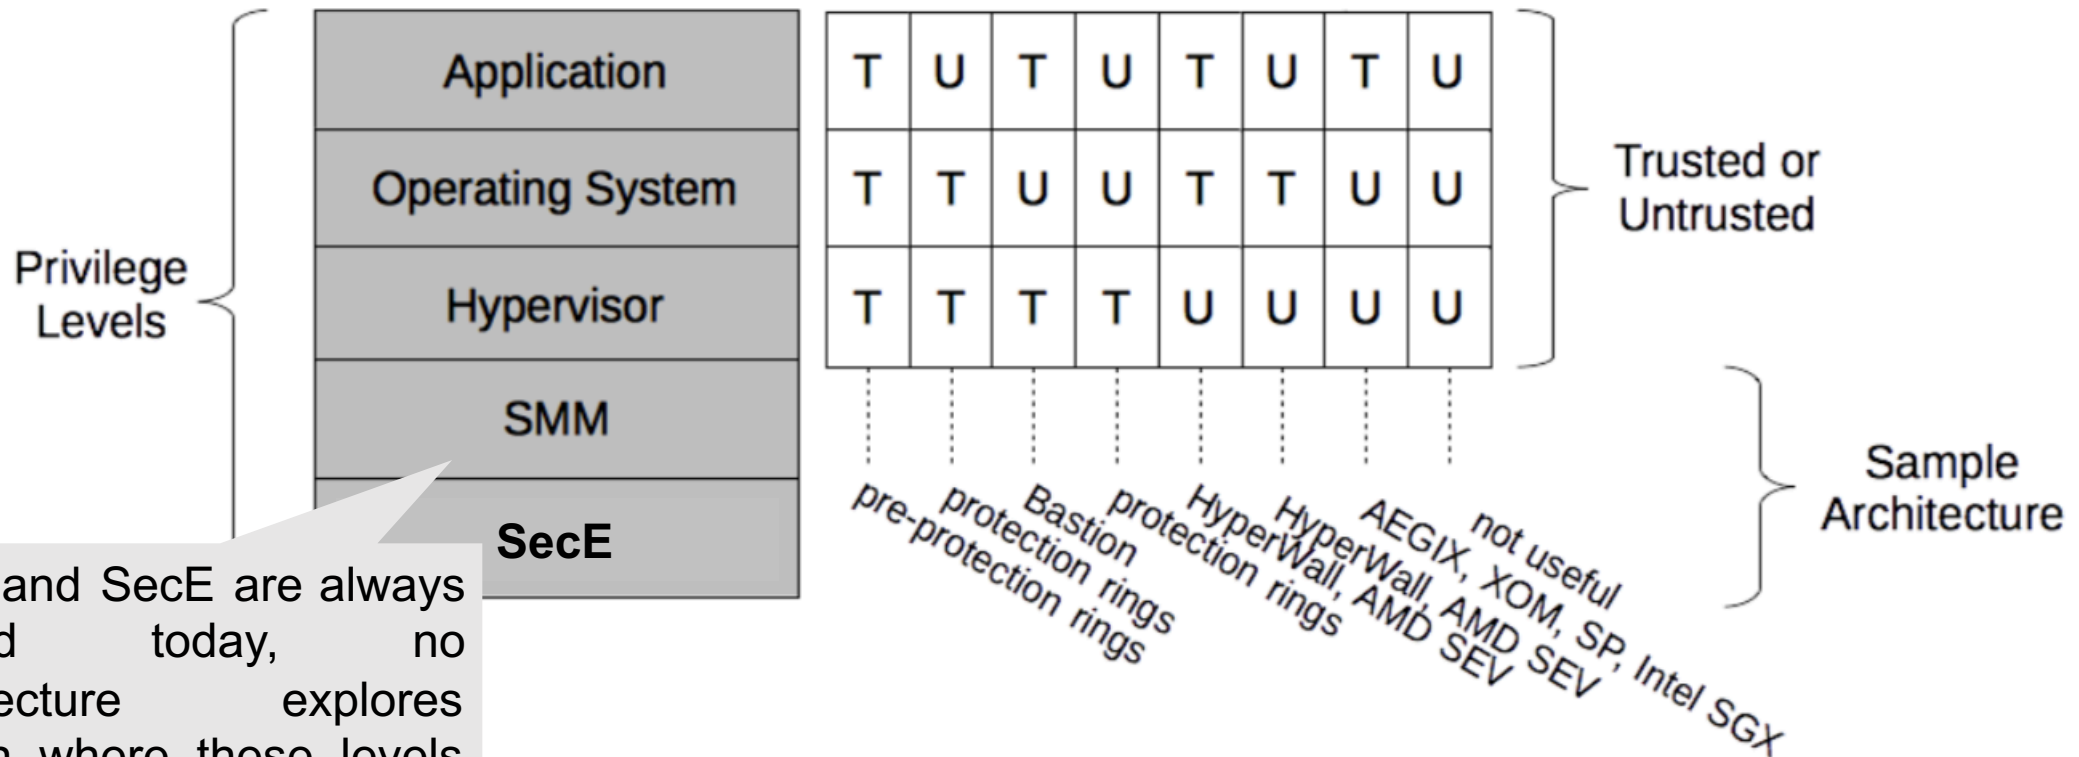 Application
T U T U T U T U
Operating System
T T U U T T U U
Hypervisor
T T T T U U U U
SMM
SecE
Privilege
Levels
Trusted or
Untrusted
Sample
Architecture
pre-protection rings
protection rings
Bastion
protection rings
HyperWall, AMD SEV
HyperWall, AMD SEV
AEGIX, XOM, SP, Intel SGX
not useful
and SecE are always
today, no
explores
where these levels